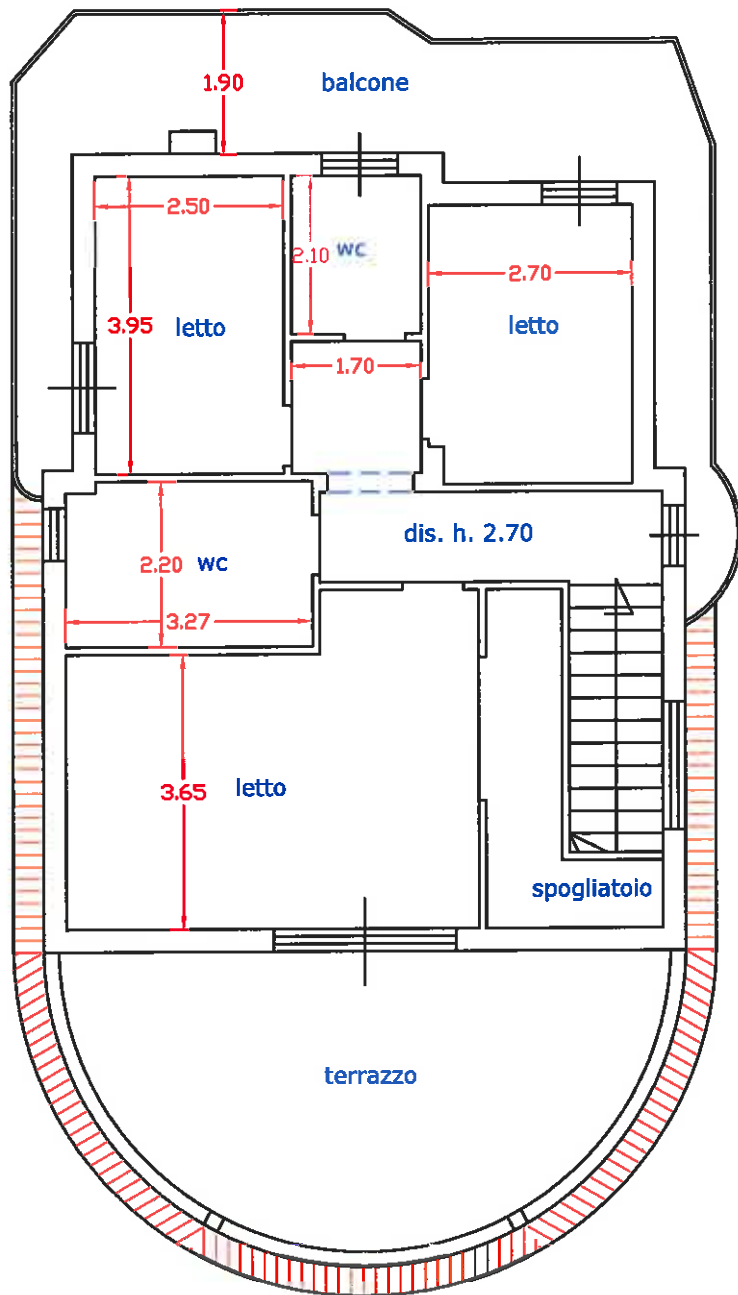 balcone
1.90
2.50
wc
2.10
2.70
3.95
letto
letto
1.70
dis. h. 2.70
2.20
wc
3.27
3.65
letto
spogliatoio
terrazzo